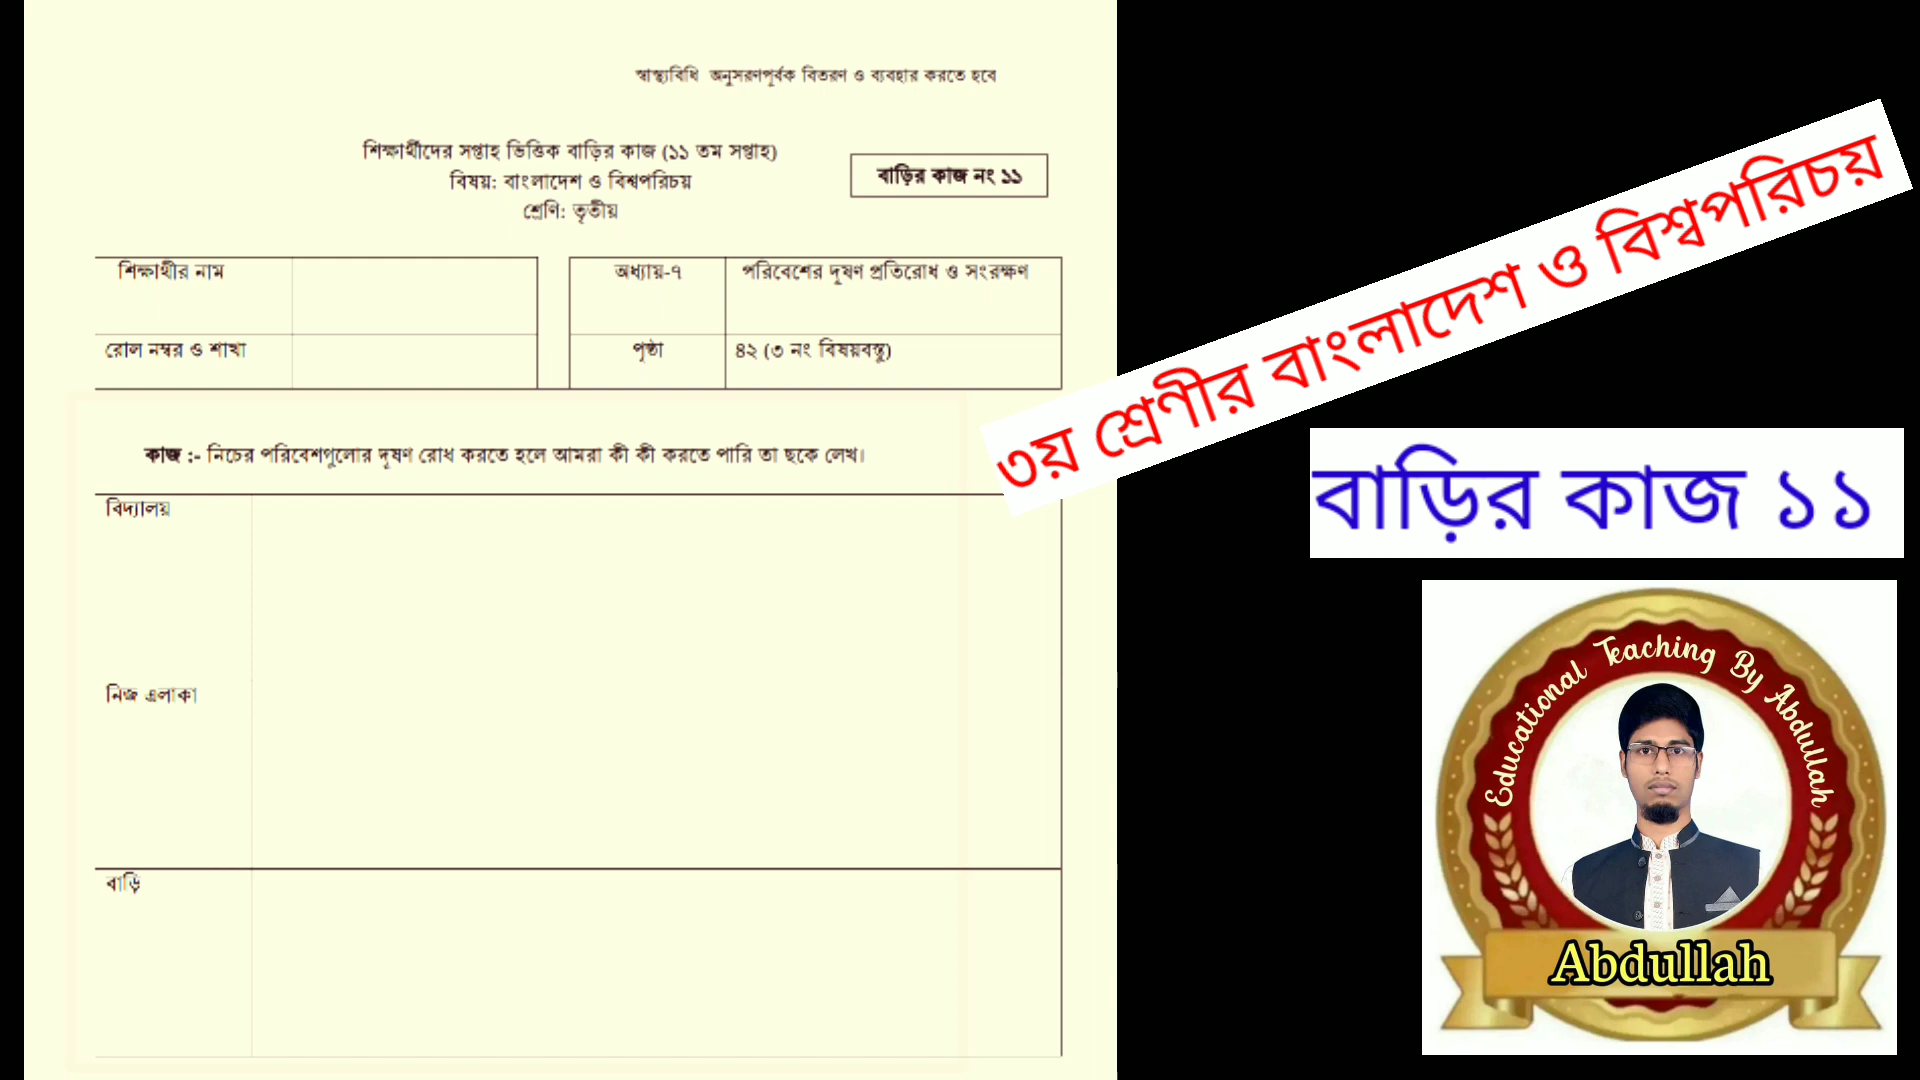 স্বাস্থ্যবিধি অনুসরণপূর্বক বিতরণ ও ব্যবহার করতে হবে
শিক্ষার্থীদের সপ্তাহ ভিত্তিক বাড়ির কাজ (১১ তম সপ্তাহ)
বিষয়: বাংলাদেশ ও বিশ্বপরিচয়
শ্রেণি: তৃতীয়
বাড়ির কাজ নং ১১
শিক্ষার্থীর নাম
অধ্যায়-৭ পরিবেশের দূষণ প্রতিরোধ ও সংরক্ষণ
রোল নম্বর ও শাখা
পৃষ্ঠা ৪২ (৩ নং বিষয়বস্তু)
কাজ :- নিচের পরিবেশগুলোর দূষণ রোধ করতে হলে আমরা কী কী করতে পারি তা ছকে লেখ।
বিদ্যালয়
নিজ এলাকা
বাড়ি
৩য় শ্রেণীর বাংলাদেশ ও বিশ্বপরিচয়
বাড়ির কাজ ১১
Educational Teaching By Abdullah
Abdullah